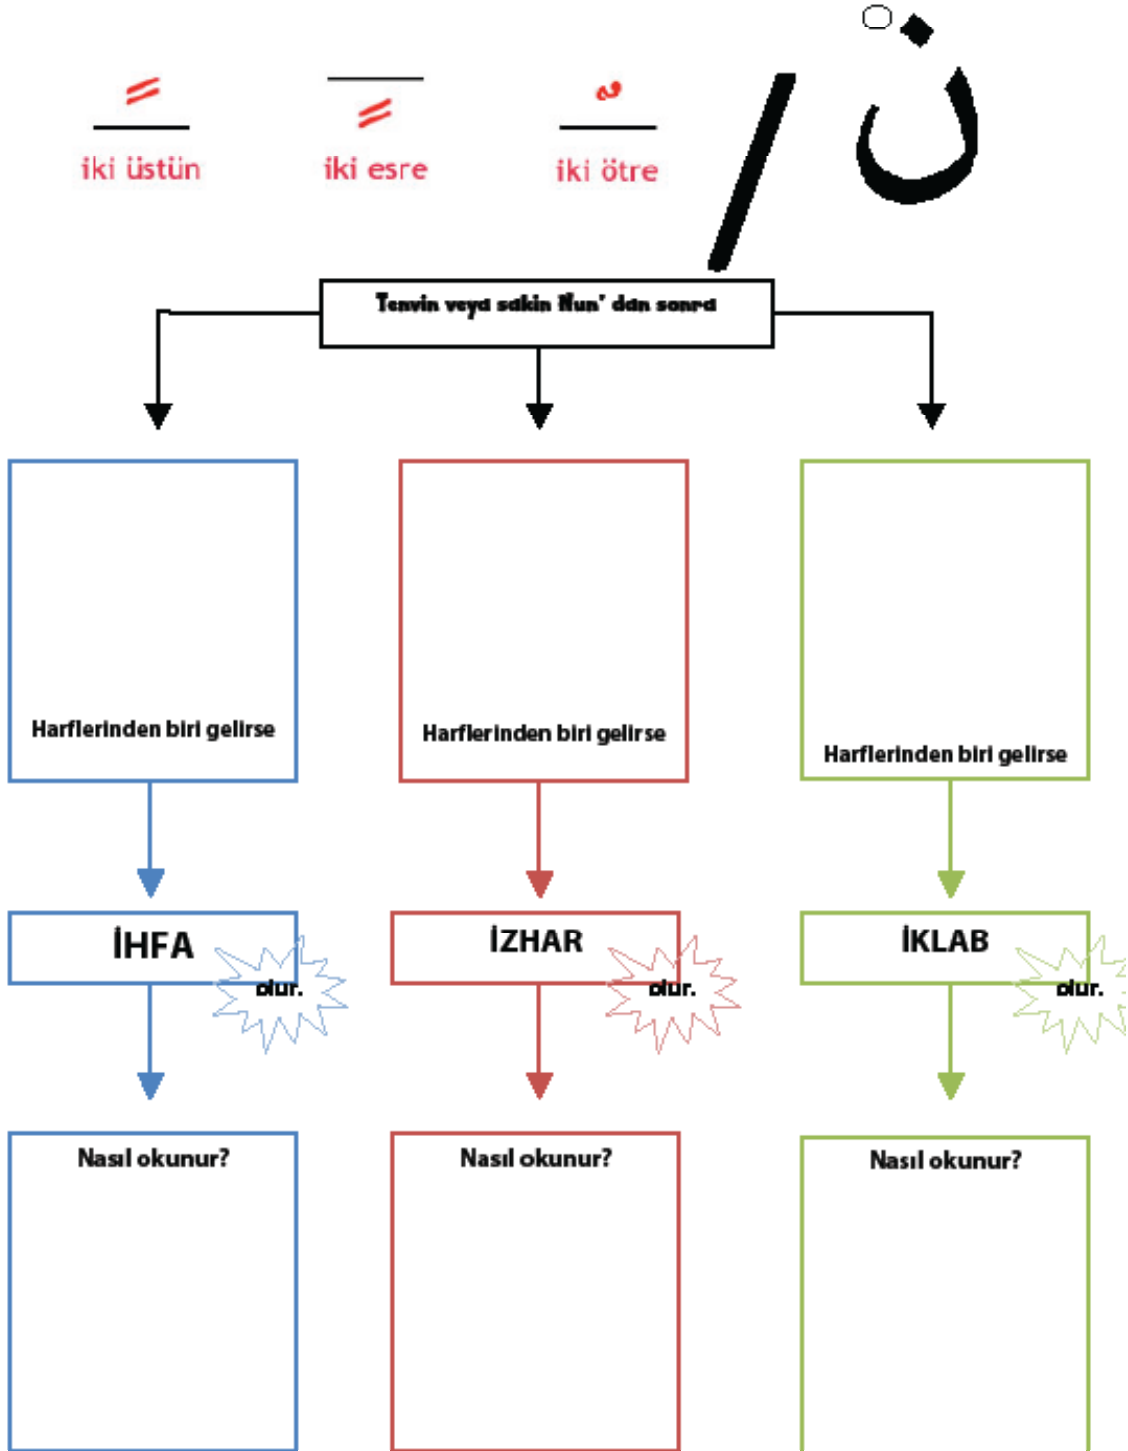 نْ /
iki üstün iki esre iki ötre
Tenvin veya sakin Nun' dan sonra
Harflerinden biri gelirse
Harflerinden biri gelirse
Harflerinden biri gelirse
İHFA
olur.
İZHAR
olur.
İKLAB
olur.
Nasıl okunur?
Nasıl okunur?
Nasıl okunur?